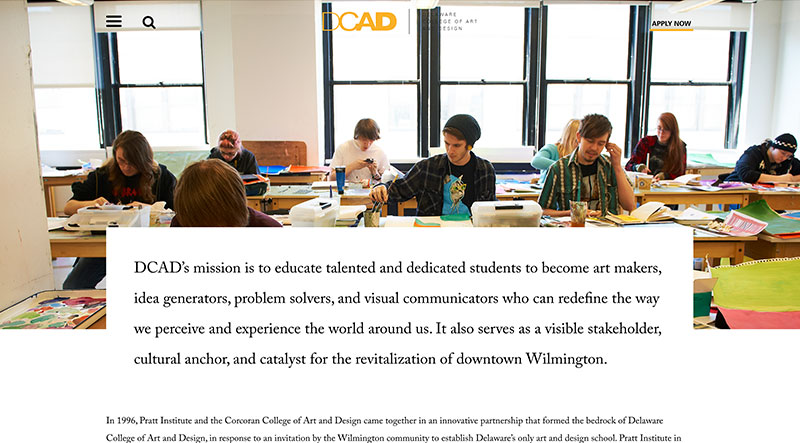 DCAD
DELAWARE
COLLEGE OF ART
AND DESIGN
APPLY NOW
DCAD's mission is to educate talented and dedicated students to become art makers,
idea generators, problem solvers, and visual communicators who can redefine the way
we perceive and experience the world around us. It also serves as a visible stakeholder,
cultural anchor, and catalyst for the revitalization of downtown Wilmington.
In 1996, Pratt Institute and the Corcoran College of Art and Design came together in an innovative partnership that formed the bedrock of Delaware
College of Art and Design, in response to an invitation by the Wilmington community to establish Delaware's only art and design school. Pratt Institute in